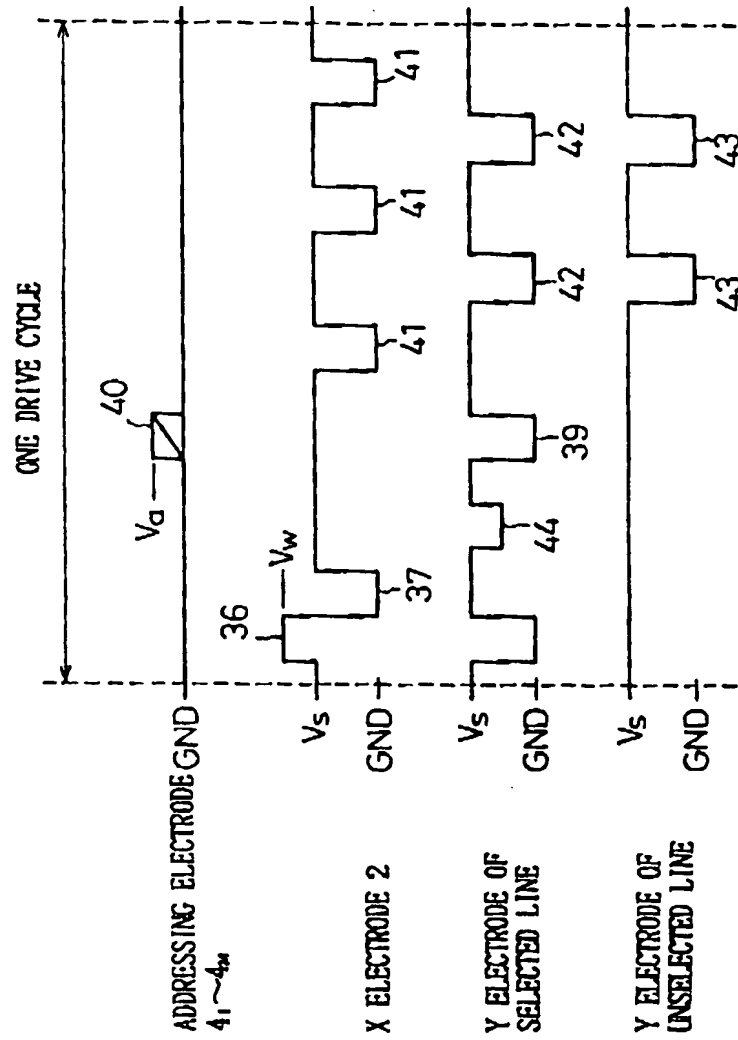 ONE DRIVE CYCLE
ADDRESSING ELECTRODE
4₁~4ₘ
GND
Va
40
X ELECTRODE 2
Vs
GND
36
Vw
37
41
41
41
Y ELECTRODE OF
SELECTED LINE
Vs
GND
44
39
42
42
Y ELECTRODE OF
UNSELECTED LINE
Vs
GND
43
43